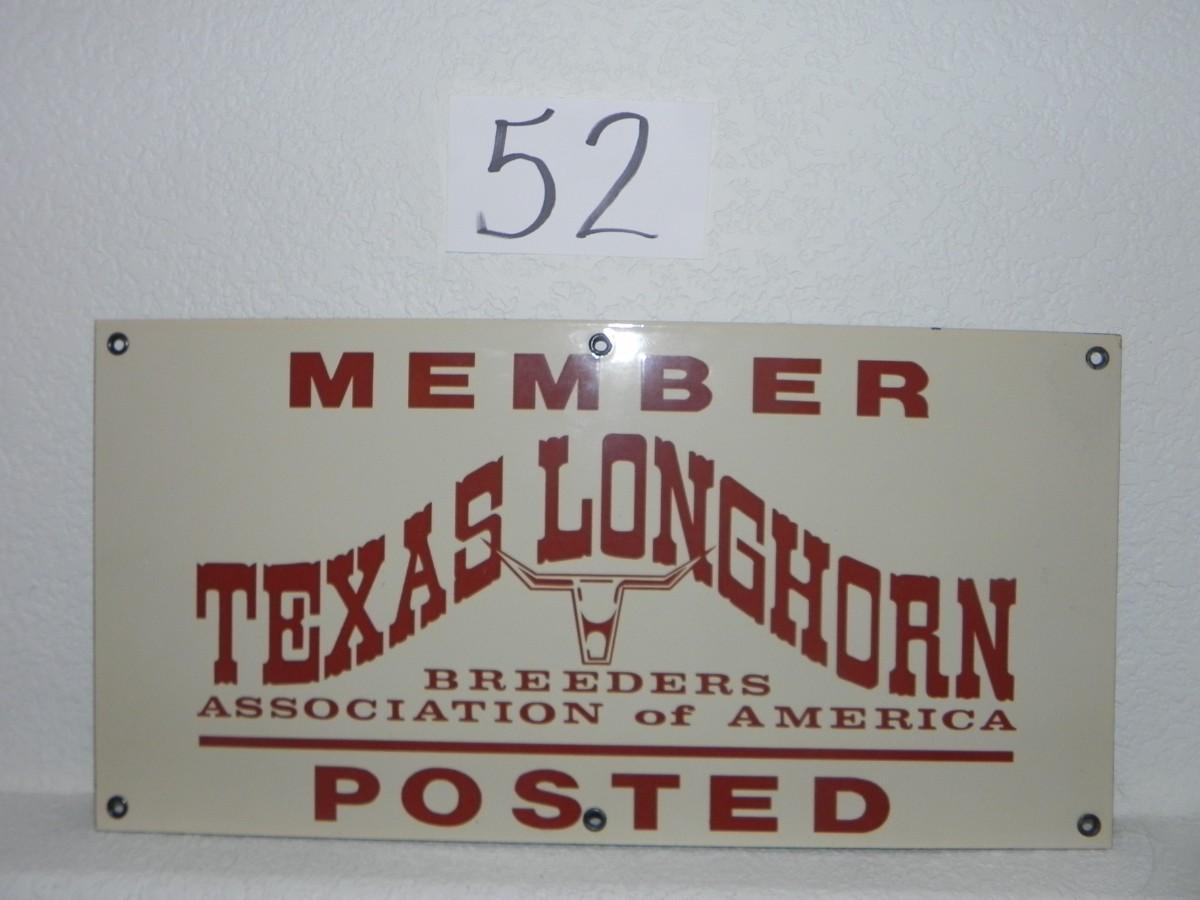 52
MEMBER
TEXAS LONGHORN
BREEDERS
ASSOCIATION of AMERICA
POSTED